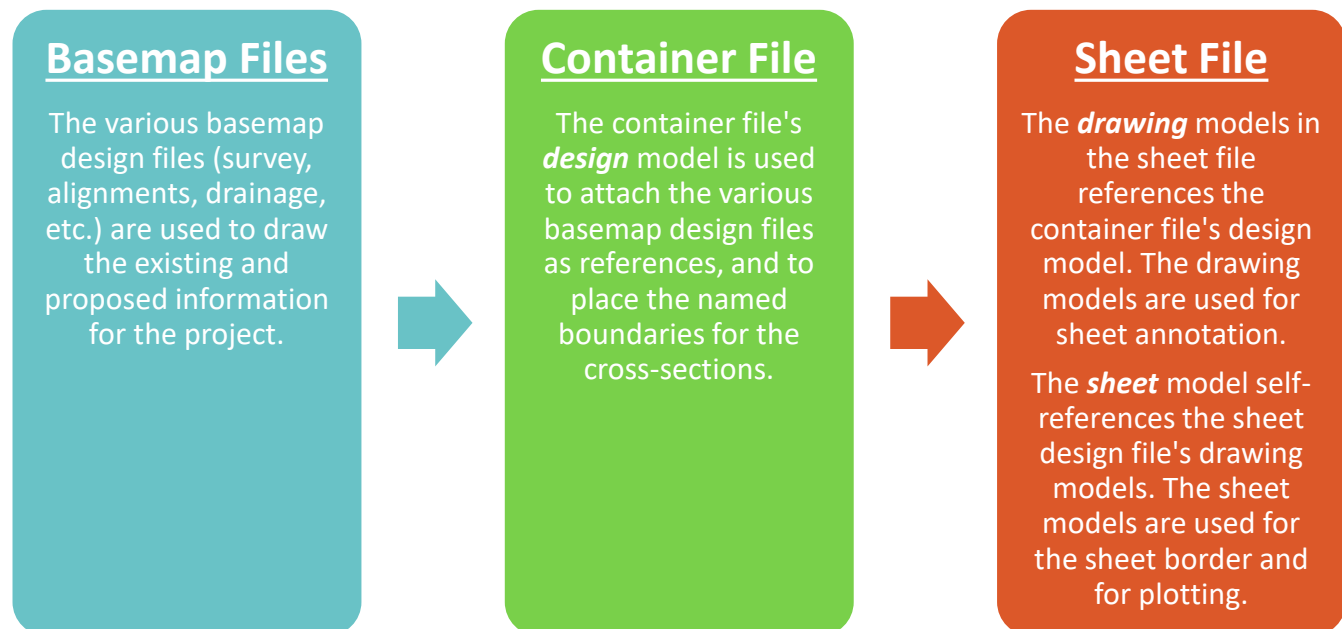 Basemap Files
The various basemap
design files (survey,
alignments, drainage,
etc.) are used to draw
the existing and
proposed information
for the project.
Container File
The container file's
design model is used
to attach the various
basemap design files
as references, and to
place the named
boundaries for the
cross-sections.
Sheet File
The drawing models in
the sheet file
references the
container file's design
model. The drawing
models are used for
sheet annotation.
The sheet model self-
references the sheet
design file's drawing
models. The sheet
models are used for
the sheet border and
for plotting.